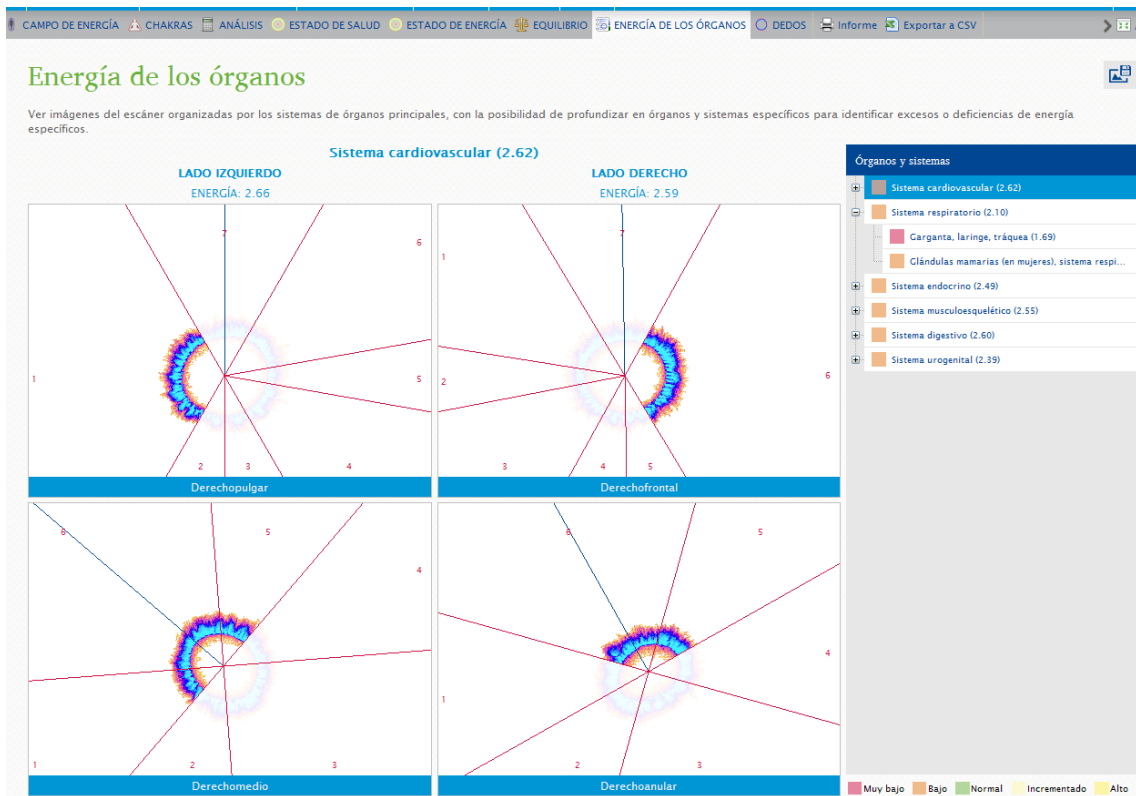 CAMPO DE ENERGÍA CHAKRAS ANÁLISIS ESTADO DE SALUD ESTADO DE ENERGÍA EQUILIBRIO ENERGÍA DE LOS ÓRGANOS DEDOS Informe Exportar a CSV
Energía de los órganos
Ver imágenes del escáner organizadas por los sistemas de órganos principales, con la posibilidad de profundizar en órganos y sistemas específicos para identificar excesos o deficiencias de energía
específicos.
Sistema cardiovascular (2.62)
LADO IZQUIERDO
ENERGÍA: 2.66
7
6
1
5
2
3
4
Derechopulgar
LADO DERECHO
ENERGÍA: 2.59
7
1
2
6
3
4
5
Derechofrontal
6
5
4
1
2
3
Derechomedio
6
5
4
1
2
3
Derechoanular
Órganos y sistemas
Sistema cardiovascular (2.62)
Sistema respiratorio (2.10)
Garganta, laringe, tráquea (1.69)
Glándulas mamarias (en mujeres), sistema respi...
Sistema endocrino (2.49)
Sistema musculoesquelético (2.55)
Sistema digestivo (2.60)
Sistema urogenital (2.39)
Muy bajo Bajo Normal Incrementado Alto